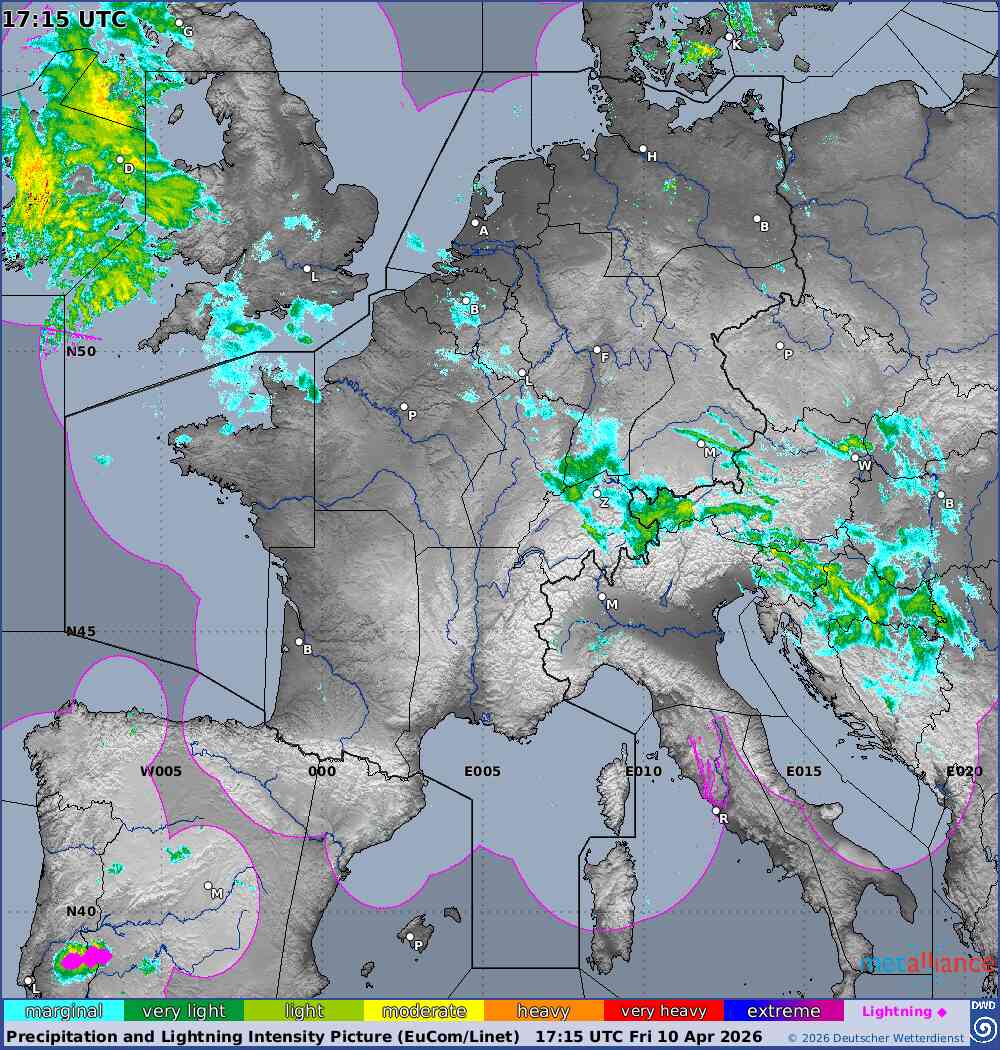 17:15 UTC
G
K
D
H
A
B
L
B
N50
F
P
L
P
M
W
Z
B
M
N45
B
W005
000
E005
E010
E015
E020
R
M
N40
P
L
metalliance
marginal
very light
light
moderate
heavy
very heavy
extreme
Lightning ◆
DWD
Precipitation and Lightning Intensity Picture (EuCom/Linet) 17:15 UTC Fri 10 Apr 2026 © 2026 Deutscher Wetterdienst